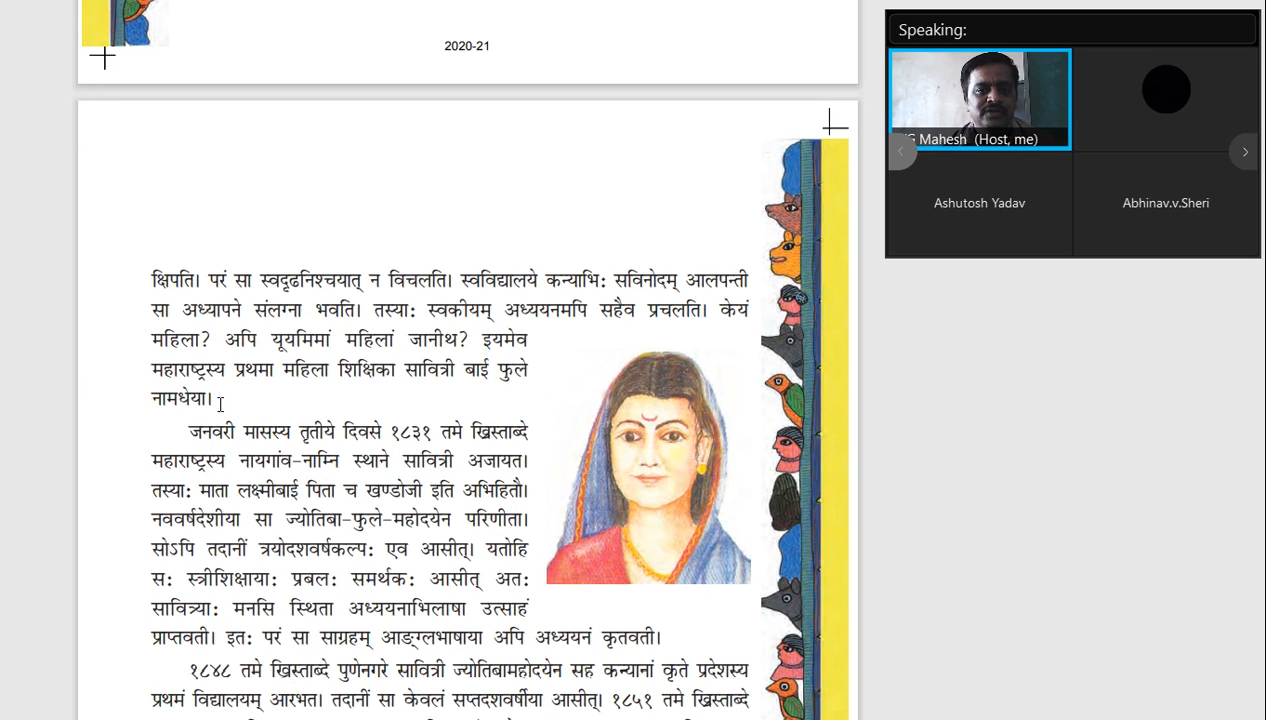 2020-21
क्षिपति। परं सा स्वदृढनिश्चयात् न विचलति। स्वविद्यालये कन्याभि: सविनोदम् आलपन्ती
सा अध्यापने संलग्ना भवति। तस्या: स्वकीयम् अध्ययनमपि सहैव प्रचलति। केयं
महिला? अपि यूयमिमां महिलां जानीथ? इयमेव
महाराष्ट्रस्य प्रथमा महिला शिक्षिका सावित्री बाई फुले
नामधेया।
जनवरी मासस्य तृतीये दिवसे १८३१ तमे ख्रिस्ताब्दे
महाराष्ट्रस्य नायगांव-नाम्नि स्थाने सावित्री अजायत।
तस्या: माता लक्ष्मीबाई पिता च खण्डोजी इति अभिहितौ।
नववर्षदेशीया सा ज्योतिबा-फुले-महोदयेन परिणीता।
सोऽपि तदानीं त्रयोदशवर्षकल्प: एव आसीत्। यतोहि
स: स्त्रीशिक्षाया: प्रबल: समर्थक: आसीत् अत:
सावित्र्या: मनसि स्थिता अध्ययनाभिलाषा उत्साहं
प्राप्तवती। इत: परं सा साग्रहम् आङ्ग्लभाषाया अपि अध्ययनं कृतवती।
१८४८ तमे ख्रिस्ताब्दे पुणेनगरे सावित्री ज्योतिबामहोदयेन सह कन्यानां कृते प्रदेशस्य
प्रथमं विद्यालयम् आरभत। तदानीं सा केवलं सप्तदशवर्षीया आसीत्। १८५१ तमे ख्रिस्ताब्दे
Speaking:
Mahesh (Host, me)
Ashutosh Yadav
Abhinav.v.Sheri